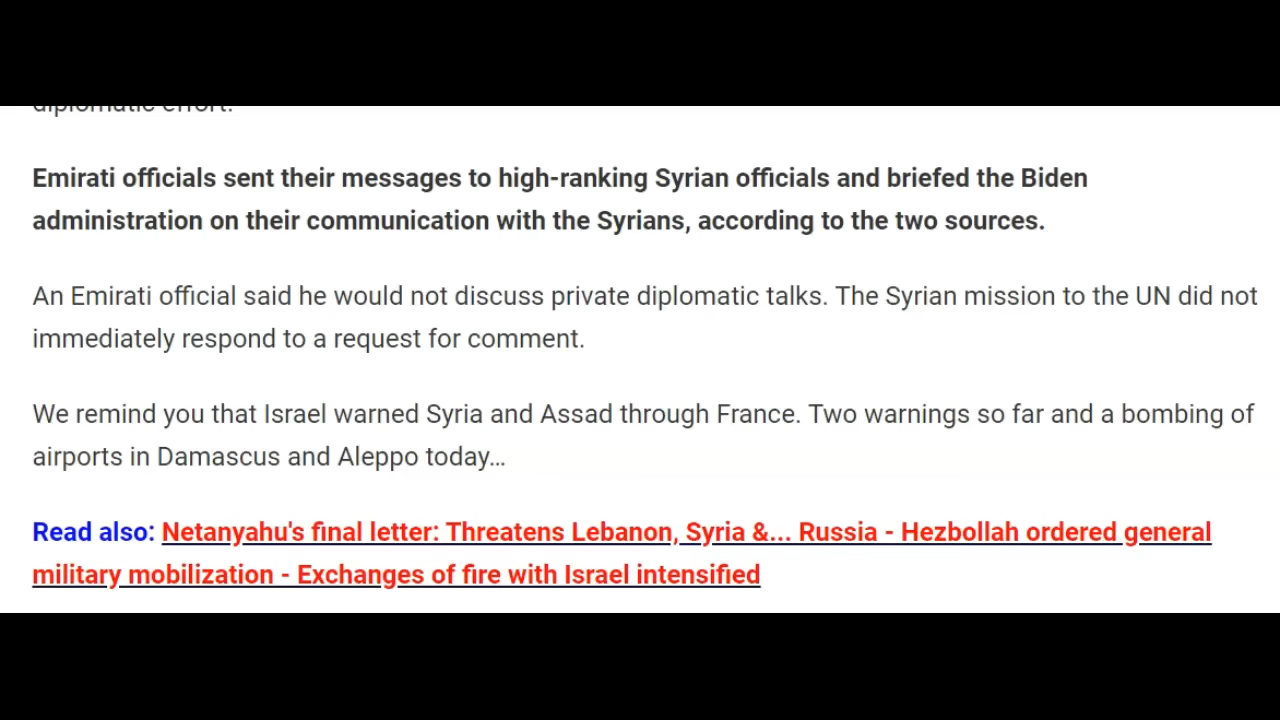 diplomatic effort.
Emirati officials sent their messages to high-ranking Syrian officials and briefed the Biden
administration on their communication with the Syrians, according to the two sources.
An Emirati official said he would not discuss private diplomatic talks. The Syrian mission to the UN did not
immediately respond to a request for comment.
We remind you that Israel warned Syria and Assad through France. Two warnings so far and a bombing of
airports in Damascus and Aleppo today…
Read also: Netanyahu's final letter: Threatens Lebanon, Syria &... Russia - Hezbollah ordered general
military mobilization - Exchanges of fire with Israel intensified